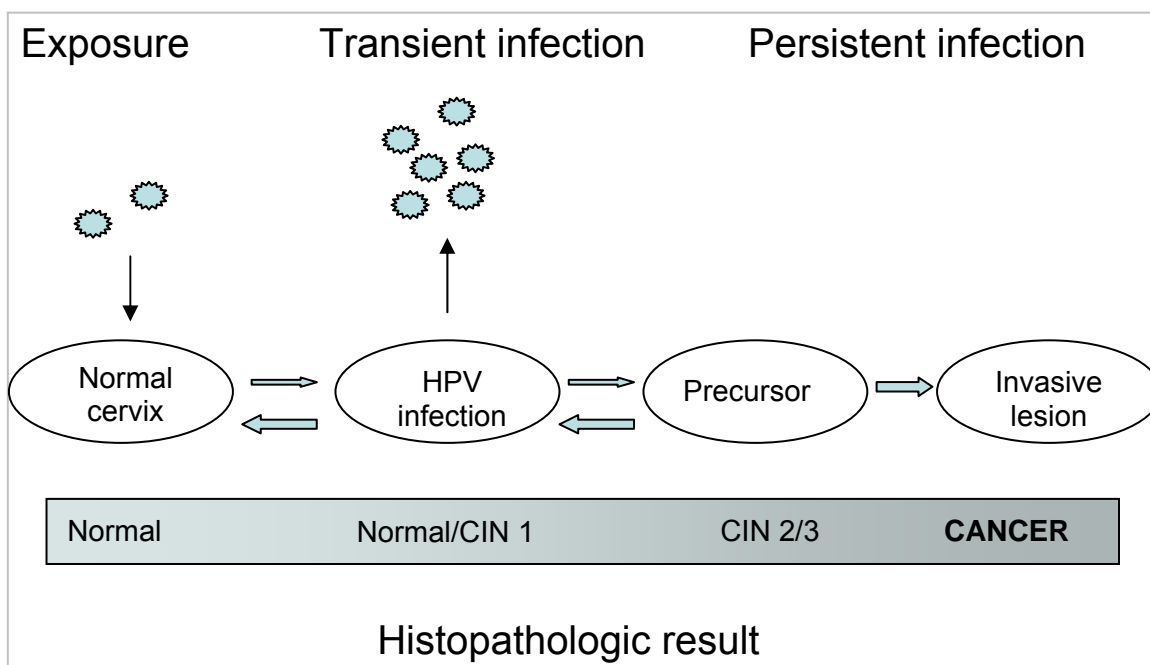 Exposure
Transient infection
Persistent infection
Normal
cervix
HPV
infection
Precursor
Invasive
lesion
Normal
Normal/CIN 1
CIN 2/3
CANCER
Histopathologic result